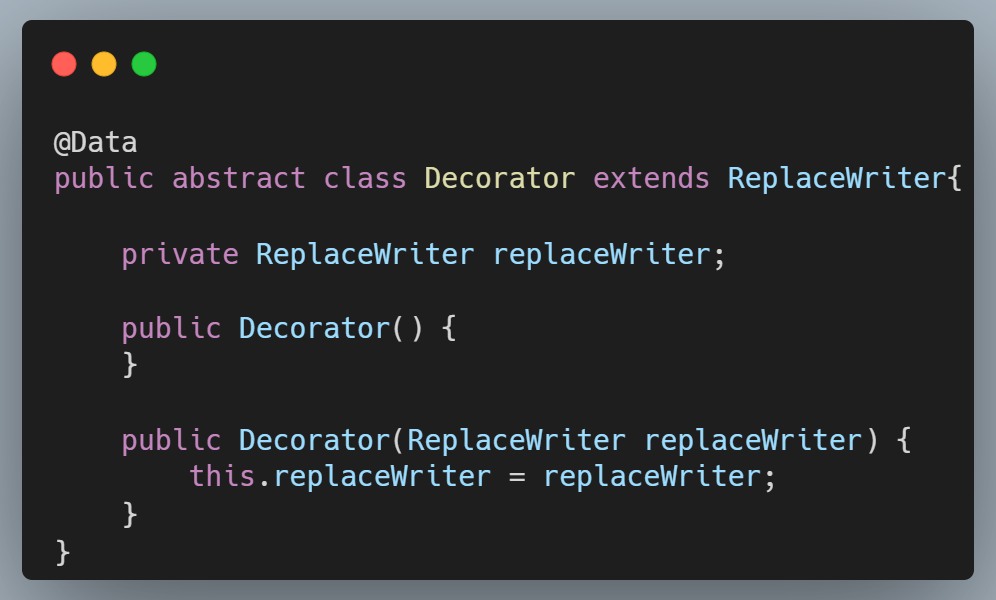 @Data
public abstract class Decorator extends ReplaceWriter{
    private ReplaceWriter replaceWriter;
    public Decorator() {
    }
    public Decorator(ReplaceWriter replaceWriter) {
        this.replaceWriter = replaceWriter;
    }
}